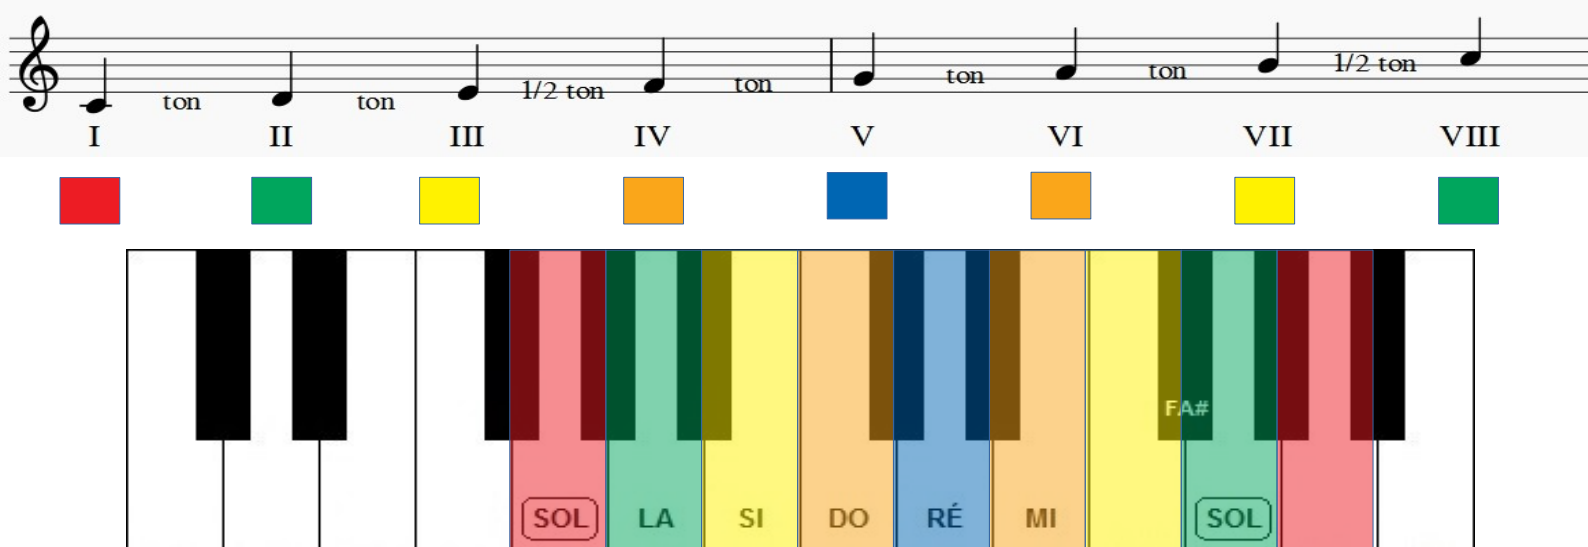 ton ton 1/2 ton ton ton ton 1/2 ton
I II III IV V VI VII VIII
FA#
SOL LA SI DO RÉ MI SOL